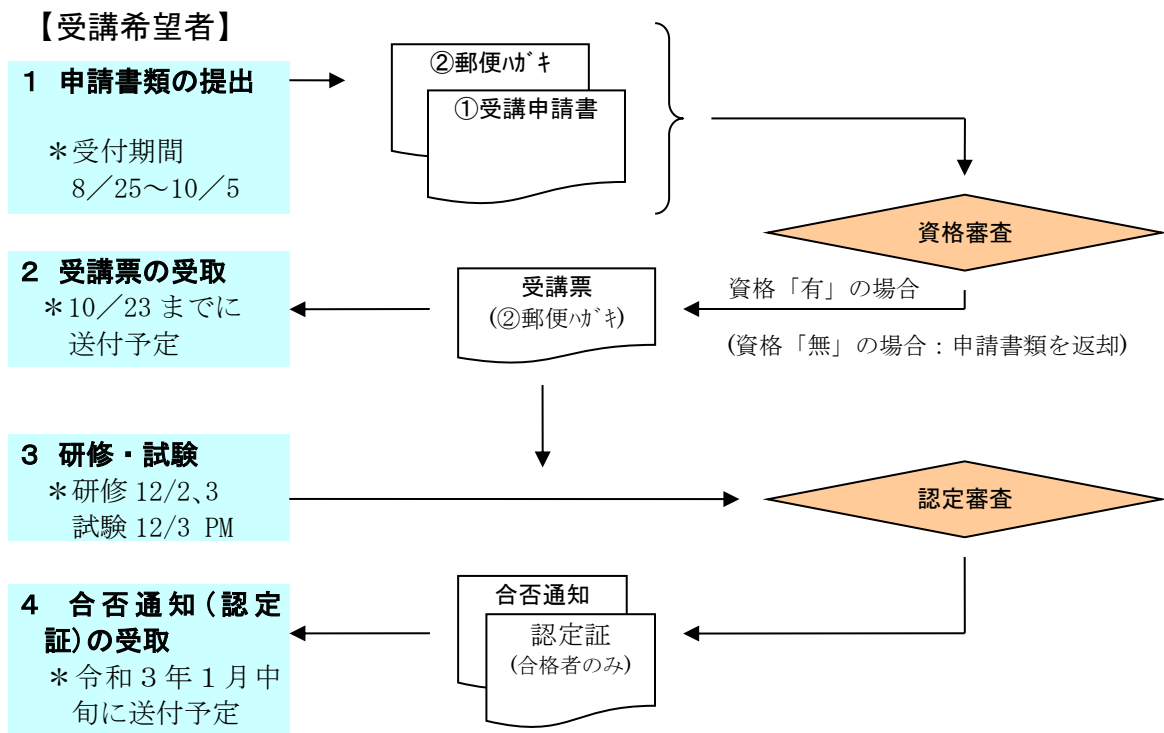 【受講希望者】
1 申請書類の提出
＊受付期間
8／25～10／5
②郵便ﾊｶﾞｷ
①受講申請書
資格審査
2 受講票の受取
＊10／23 までに
送付予定
受講票
(②郵便ﾊｶﾞｷ)
資格「有」の場合
(資格「無」の場合：申請書類を返却)
3 研修・試験
＊研修 12/2、3
試験 12/3 PM
認定審査
4 合否通知（認定
証）の受取
＊令和３年１月中
旬に送付予定
合否通知
認定証
(合格者のみ)